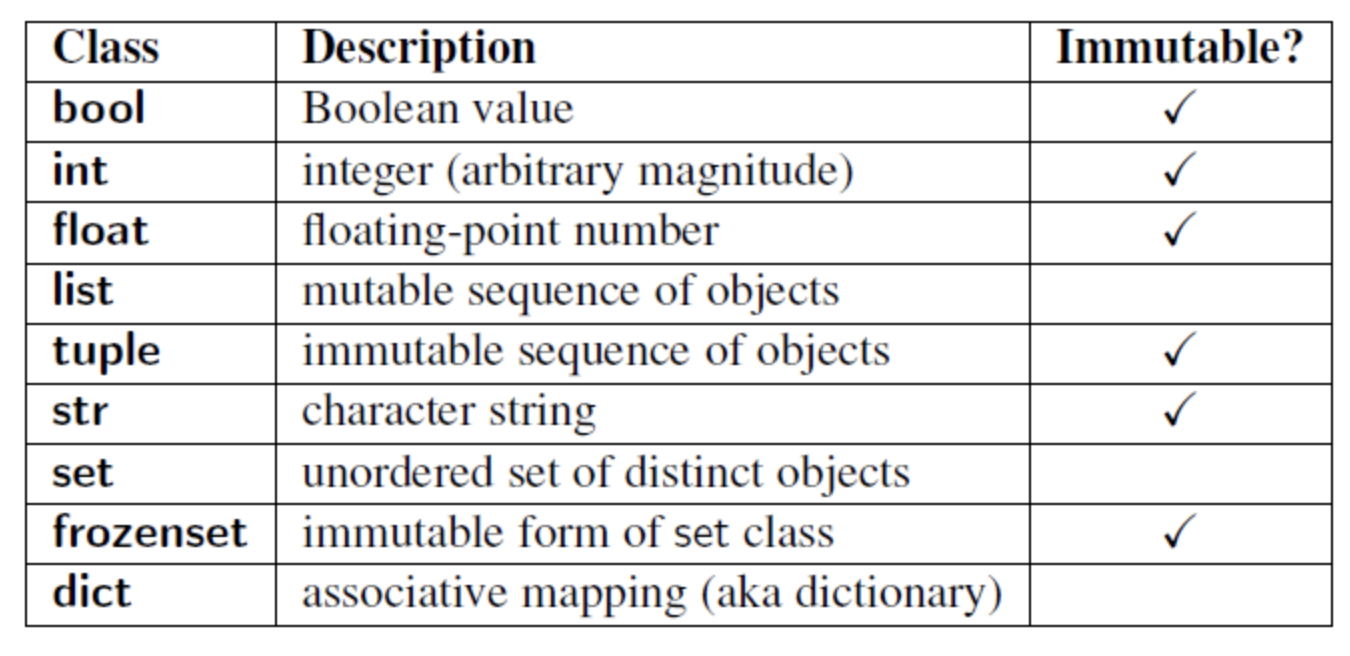 Class Description Immutable?
bool Boolean value ✓
int integer (arbitrary magnitude) ✓
float floating-point number ✓
list mutable sequence of objects
tuple immutable sequence of objects ✓
str character string ✓
set unordered set of distinct objects
frozenset immutable form of set class ✓
dict associative mapping (aka dictionary)